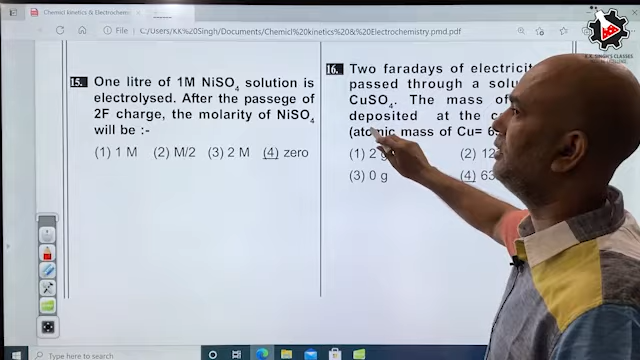 Chemicl Kinetics & Electrochem
File | C:/Users/KK%20Singh/Documents/Chemicl%20kinetics%20&%20Electrochemistry.pmd.pdf
K.K. SINGH'S CLASSES
15. One litre of 1M NiSO4 solution is
electrolysed. After the passege of
2F charge, the molarity of NiSO4
will be :-
(1) 1 M (2) M/2 (3) 2 M (4) zero
16. Two faradays of electricit
passed through a solu
CuSO4. The mass of
deposited at the c
(atomic mass of Cu= 6
(1) 2 g (2) 12
(3) 0 g (4) 63
Type here to search